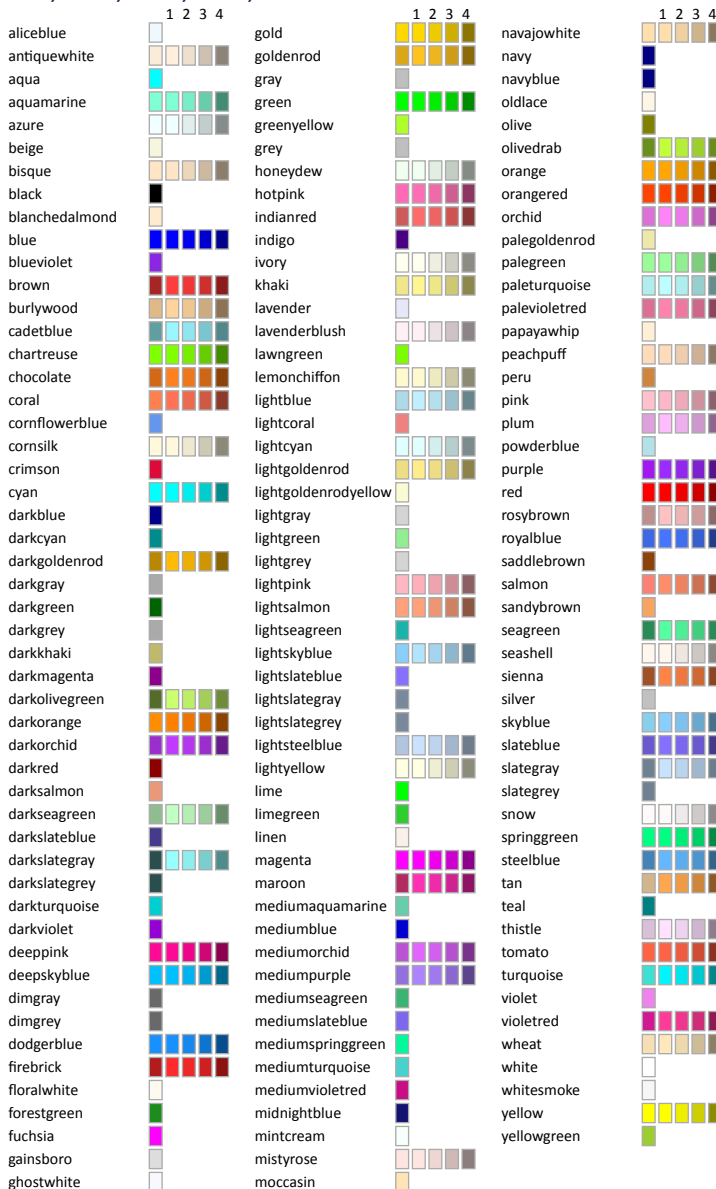 1 2 3 4
1 2 3 4
1 2 3 4
aliceblue gold navajowhite
antiquewhite goldenrod navy
aqua gray navyblue
aquamarine green oldlace
azure greenyellow olive
beige grey olivedrab
bisque honeydew orange
black hotpink orangered
blanchedalmond indianred orchid
blue indigo palegoldenrod
blueviolet ivory palegreen
brown khaki paleturquoise
burlywood lavender palevioletred
cadetblue lavenderblush papayawhip
chartreuse lawngreen peachpuff
chocolate lemonchiffon peru
coral lightblue pink
cornflowerblue lightcoral plum
cornsilk lightcyan powderblue
crimson lightgoldenrod purple
cyan lightgoldenrodyellow red
darkblue lightgray rosybrown
darkcyan lightgreen royalblue
darkgoldenrod lightgrey saddlebrown
darkgray lightpink salmon
darkgreen lightsalmon sandybrown
darkgrey lightseagreen seagreen
darkkhaki lightskyblue seashell
darkmagenta lightslateblue sienna
darkolivegreen lightslategray silver
darkorange lightslategrey skyblue
darkorchid lightsteelblue slateblue
darkred lightyellow slategray
darksalmon lime slategrey
darkseagreen limegreen snow
darkslateblue linen springgreen
darkslategray magenta steelblue
darkslategrey maroon tan
darkturquoise mediumaquamarine teal
darkviolet mediumblue thistle
deeppink mediumorchid tomato
deepskyblue mediumpurple turquoise
dimgray mediumseagreen violet
dimgrey mediumslateblue violetred
dodgerblue mediumspringgreen wheat
firebrick mediumturquoise white
floralwhite mediumvioletred whitesmoke
forestgreen midnightblue yellow
fuchsia mintcream yellowgreen
gainsboro mistyrose
ghostwhite moccasin